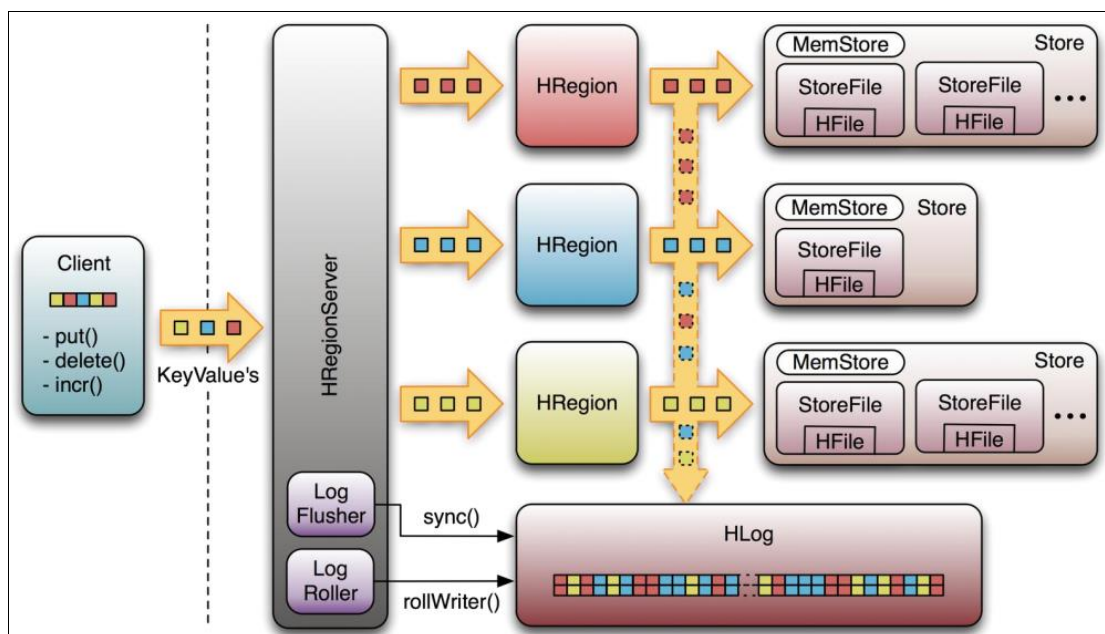 Client
- put()
- delete()
- incr()
KeyValue's
HRegionServer
Log
Flusher
Log
Roller
sync()
rollWriter()
HRegion
MemStore
Store
StoreFile
HFile
StoreFile
HFile
...
HRegion
MemStore
Store
StoreFile
HFile
HRegion
MemStore
Store
StoreFile
HFile
StoreFile
HFile
...
HLog